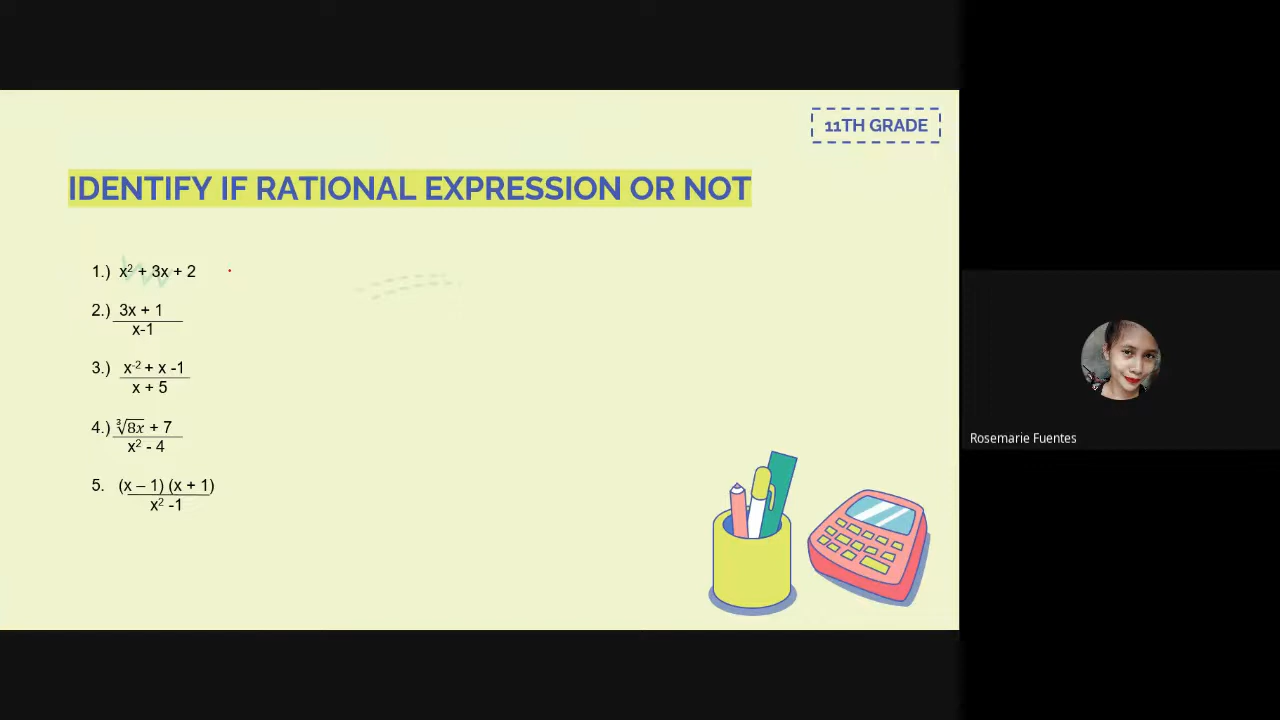 11TH GRADE
IDENTIFY IF RATIONAL EXPRESSION OR NOT
1.) x² + 3x + 2
2.) 3x + 1
x-1
3.) x⁻² + x -1
x + 5
4.) ∛8x + 7
x² - 4
5. (x – 1) (x + 1)
x² -1
Rosemarie Fuentes